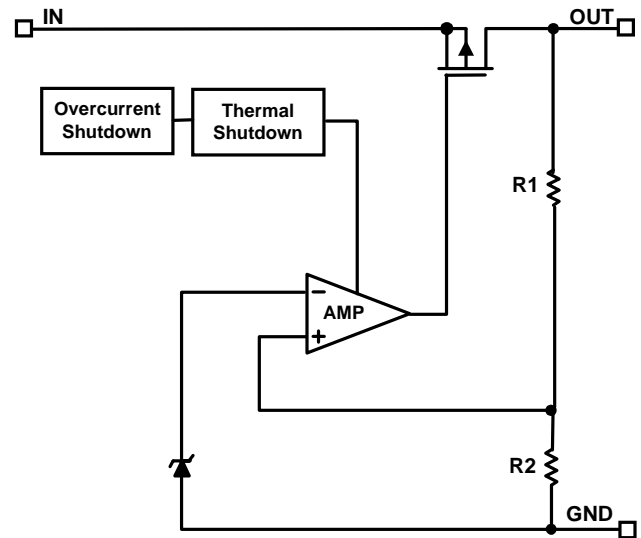 IN
OUT
Overcurrent
Shutdown
Thermal
Shutdown
R1
−
AMP
+
R2
GND